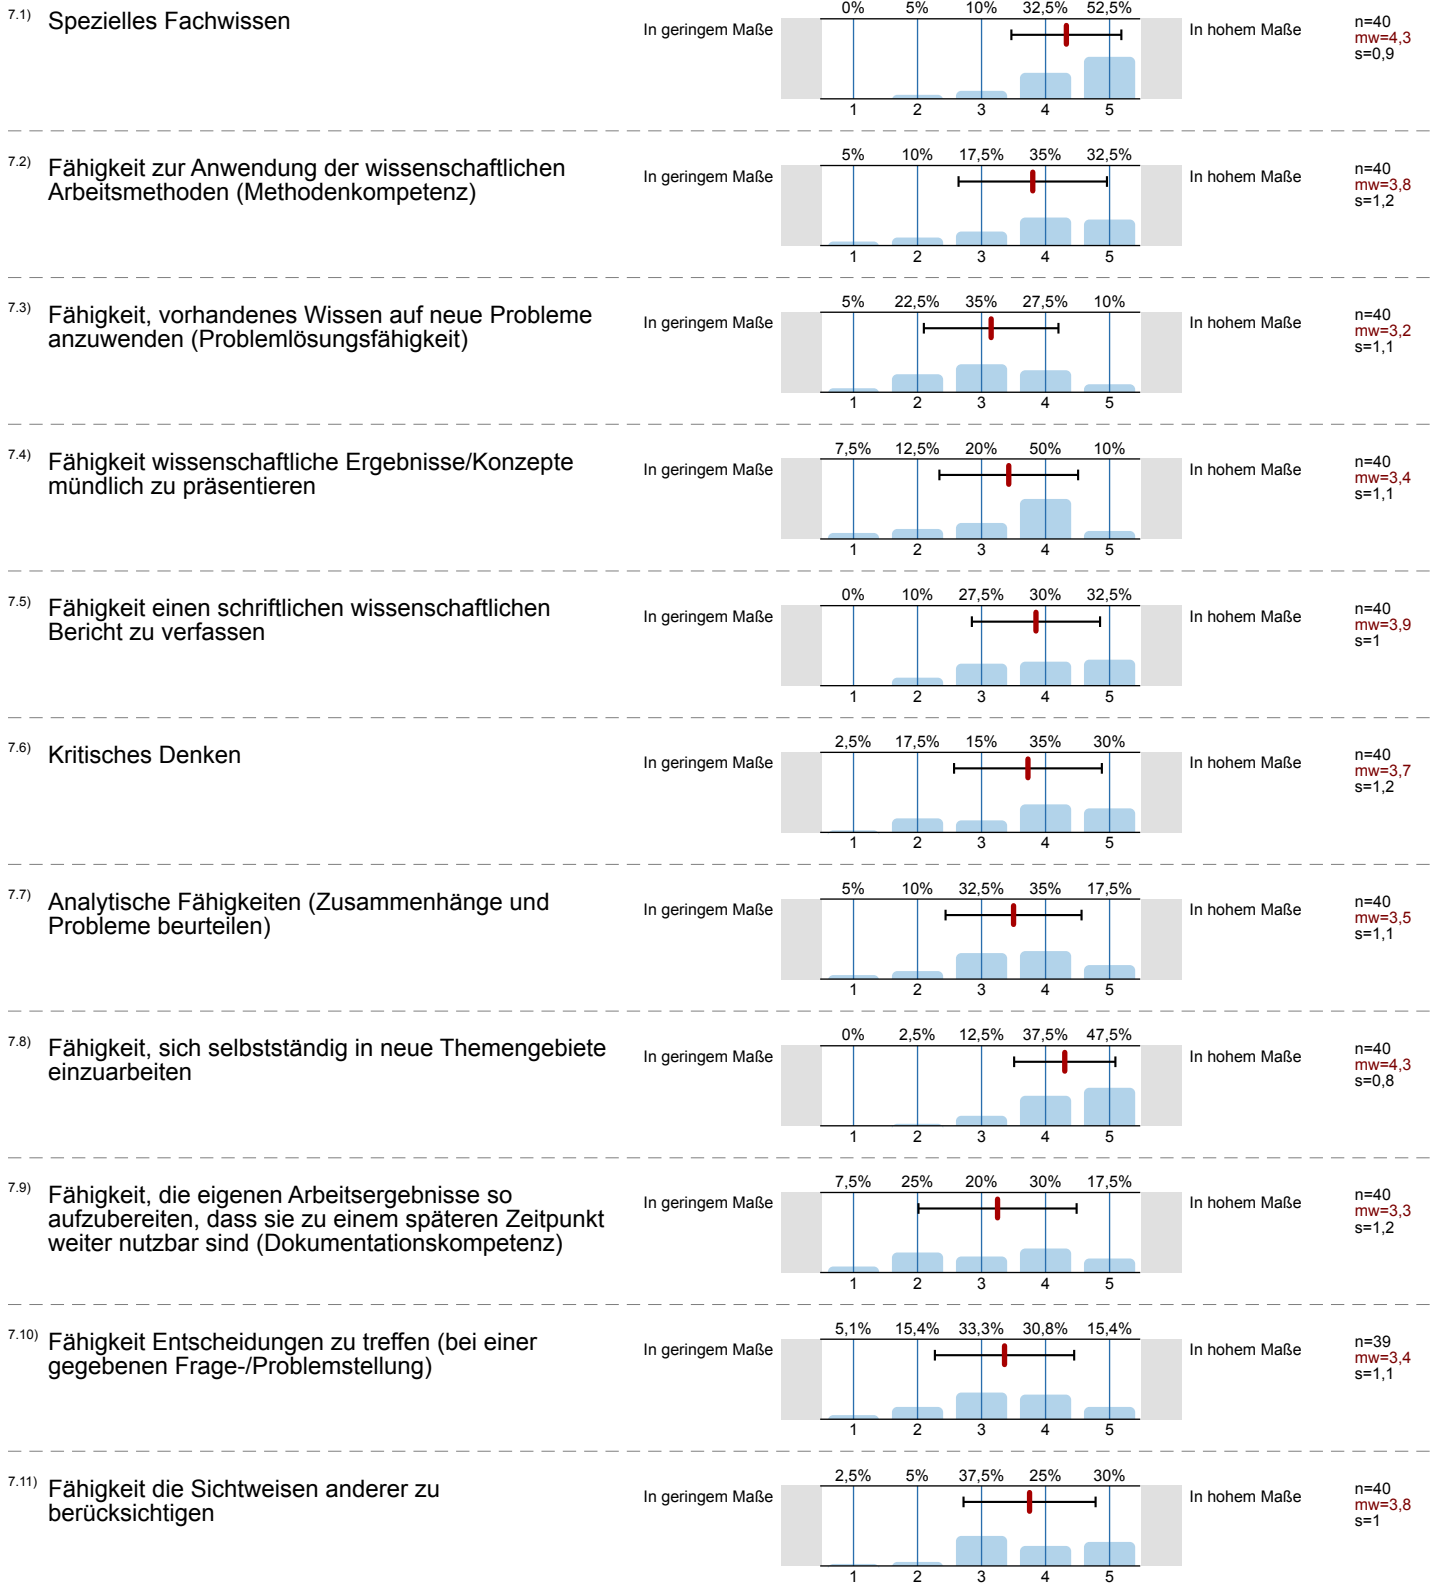 7.1) Spezielles Fachwissen
In geringem Maße
0% 5% 10% 32,5% 52,5%
1 2 3 4 5
In hohem Maße
n=40
mw=4,3
s=0,9
7.2) Fähigkeit zur Anwendung der wissenschaftlichen
Arbeitsmethoden (Methodenkompetenz)
In geringem Maße
5% 10% 17,5% 35% 32,5%
1 2 3 4 5
In hohem Maße
n=40
mw=3,8
s=1,2
7.3) Fähigkeit, vorhandenes Wissen auf neue Probleme
anzuwenden (Problemlösungsfähigkeit)
In geringem Maße
5% 22,5% 35% 27,5% 10%
1 2 3 4 5
In hohem Maße
n=40
mw=3,2
s=1,1
7.4) Fähigkeit wissenschaftliche Ergebnisse/Konzepte
mündlich zu präsentieren
In geringem Maße
7,5% 12,5% 20% 50% 10%
1 2 3 4 5
In hohem Maße
n=40
mw=3,4
s=1,1
7.5) Fähigkeit einen schriftlichen wissenschaftlichen
Bericht zu verfassen
In geringem Maße
0% 10% 27,5% 30% 32,5%
1 2 3 4 5
In hohem Maße
n=40
mw=3,9
s=1
7.6) Kritisches Denken
In geringem Maße
2,5% 17,5% 15% 35% 30%
1 2 3 4 5
In hohem Maße
n=40
mw=3,7
s=1,2
7.7) Analytische Fähigkeiten (Zusammenhänge und
Probleme beurteilen)
In geringem Maße
5% 10% 32,5% 35% 17,5%
1 2 3 4 5
In hohem Maße
n=40
mw=3,5
s=1,1
7.8) Fähigkeit, sich selbstständig in neue Themengebiete
einzuarbeiten
In geringem Maße
0% 2,5% 12,5% 37,5% 47,5%
1 2 3 4 5
In hohem Maße
n=40
mw=4,3
s=0,8
7.9) Fähigkeit, die eigenen Arbeitsergebnisse so
aufzubereiten, dass sie zu einem späteren Zeitpunkt
weiter nutzbar sind (Dokumentationskompetenz)
In geringem Maße
7,5% 25% 20% 30% 17,5%
1 2 3 4 5
In hohem Maße
n=40
mw=3,3
s=1,2
7.10) Fähigkeit Entscheidungen zu treffen (bei einer
gegebenen Frage-/Problemstellung)
In geringem Maße
5,1% 15,4% 33,3% 30,8% 15,4%
1 2 3 4 5
In hohem Maße
n=39
mw=3,4
s=1,1
7.11) Fähigkeit die Sichtweisen anderer zu
berücksichtigen
In geringem Maße
2,5% 5% 37,5% 25% 30%
1 2 3 4 5
In hohem Maße
n=40
mw=3,8
s=1